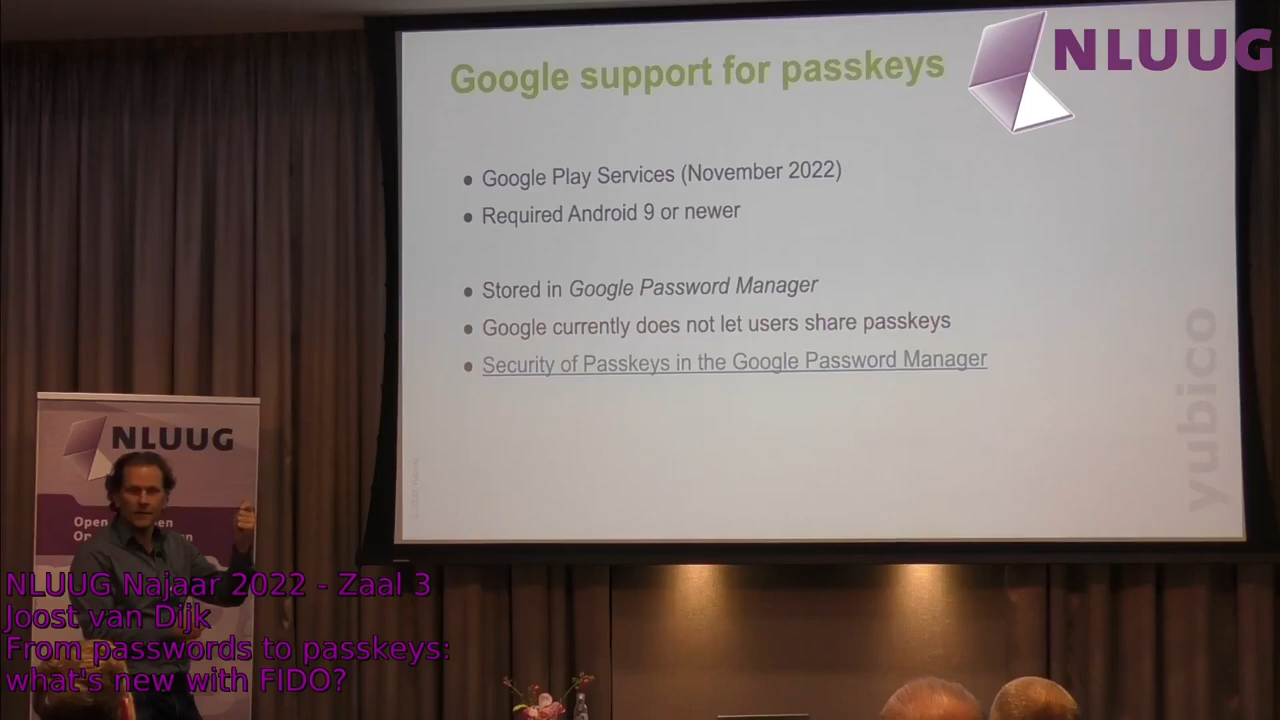 Google support for passkeys
NLUUG
• Google Play Services (November 2022)
• Required Android 9 or newer
• Stored in Google Password Manager
• Google currently does not let users share passkeys
• Security of Passkeys in the Google Password Manager
yubico
NLUUG
Open
en
NLUUG Najaar 2022 - Zaal 3
Joost van Dijk
From passwords to passkeys:
what's new with FIDO?